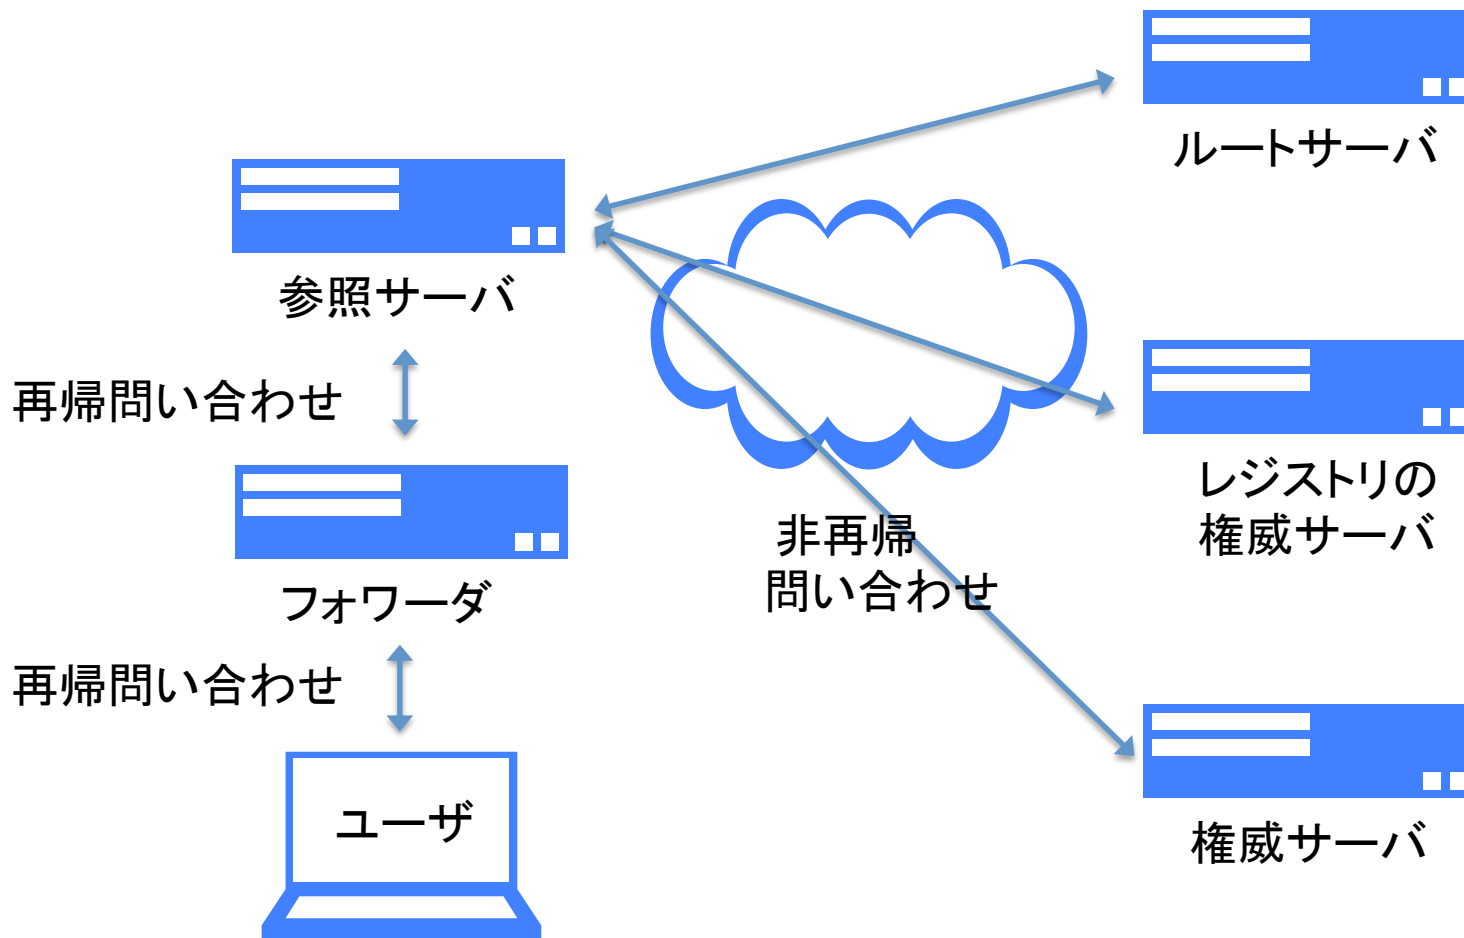 ルートサーバ
参照サーバ
再帰問い合わせ
レジストリの
権威サーバ
非再帰
問い合わせ
フォワーダ
再帰問い合わせ
ユーザ
権威サーバ